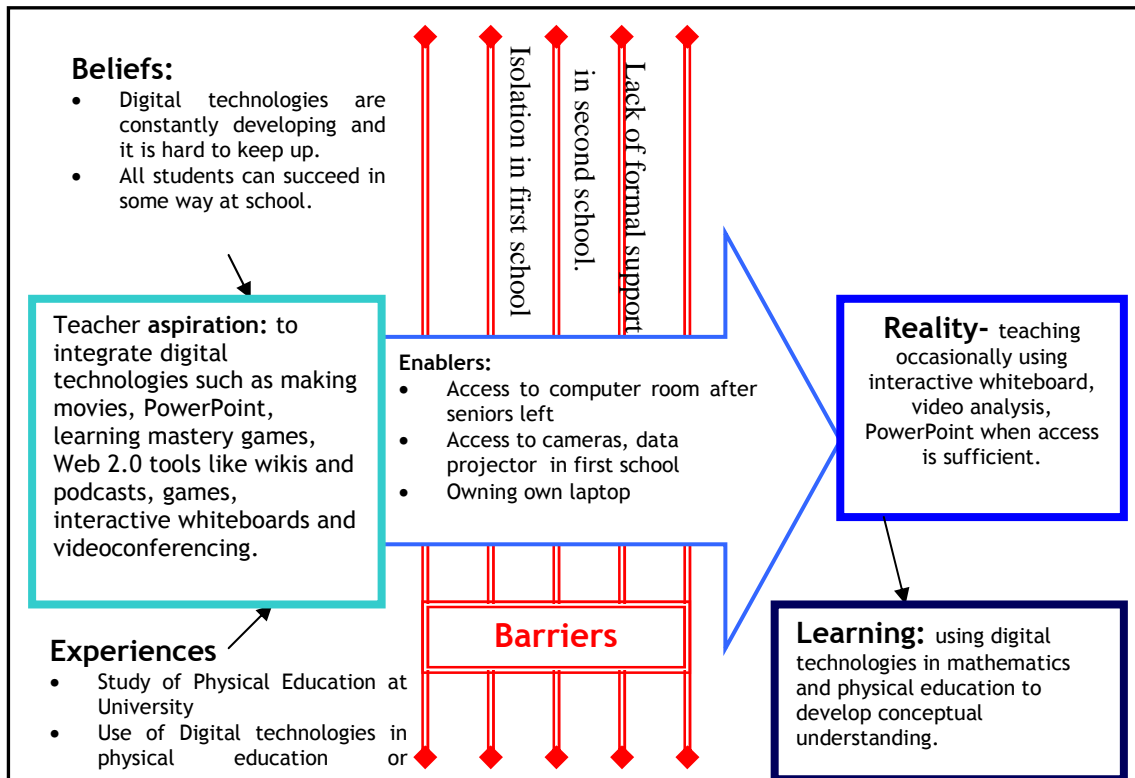 Beliefs:
• Digital technologies are
constantly developing and
it is hard to keep up.
• All students can succeed in
some way at school.
Isolation in first school
Lack of formal support
in second school.
Teacher aspiration: to
integrate digital
technologies such as making
movies, PowerPoint,
learning mastery games,
Web 2.0 tools like wikis and
podcasts, games,
interactive whiteboards and
videoconferencing.
Enablers:
• Access to computer room after
seniors left
• Access to cameras, data
projector in first school
• Owning own laptop
Reality- teaching
occasionally using
interactive whiteboard,
video analysis,
PowerPoint when access
is sufficient.
Barriers
Learning: using digital
technologies in mathematics
and physical education to
develop conceptual
understanding.
Experiences
• Study of Physical Education at
University
• Use of Digital technologies in
physical education or